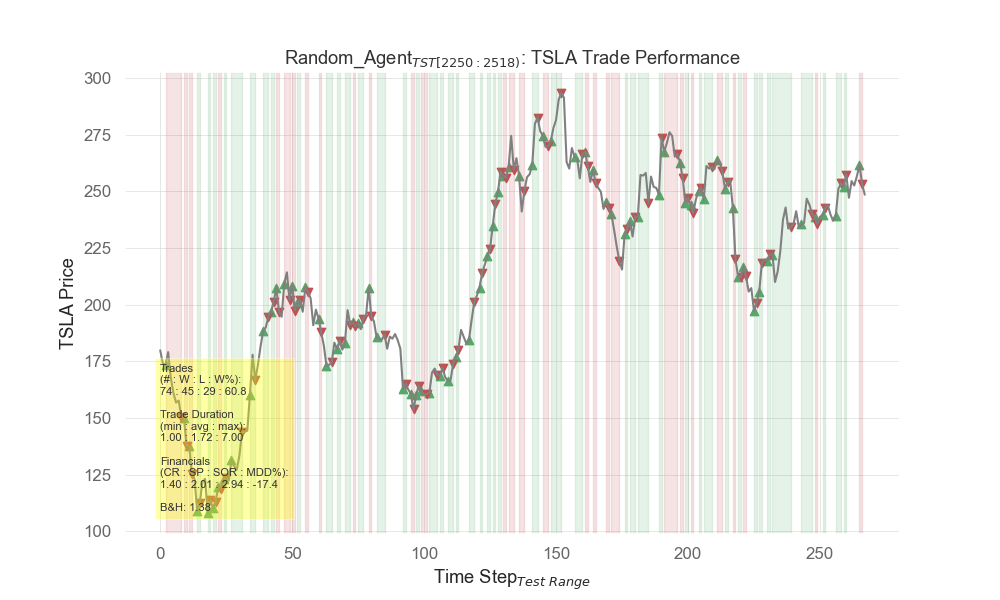 Random_Agent_TST[2250 : 2518): TSLA Trade Performance
TSLA Price
300
275
250
225
200
175
150
125
100
Trades
(# : W : L : W%):
74 : 45 : 29 : 60.8
Trade Duration
(min : avg : max):
1.00 : 1.72 : 7.00
Financials
(CR : SP : SOR : MDD%):
1.40 : 2.01 : 2.94 : -17.4
B&H: 1.38
0 50 100 150 200 250
Time Step Test Range